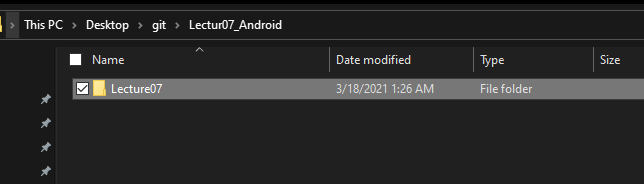 This PC > Desktop > git > Lectur07_Android
Name Date modified Type Size
Lecture07 3/18/2021 1:26 AM File folder